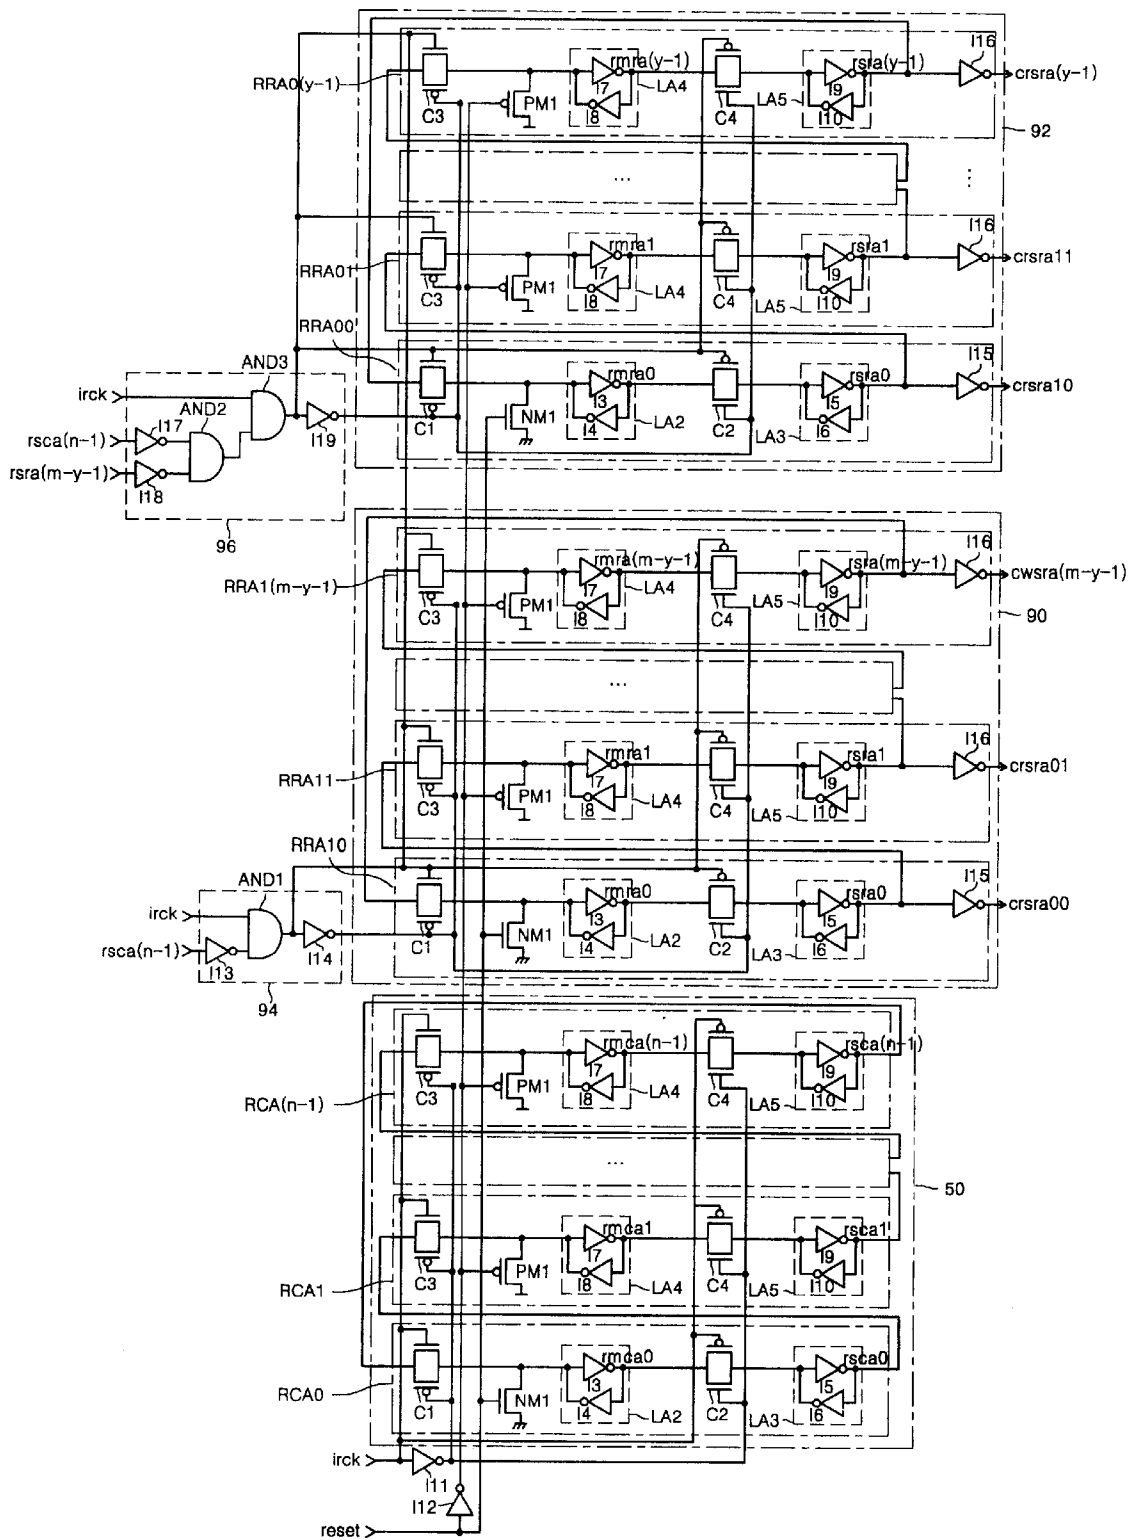 RRA0(y-1)
C3
PM1
rmra(y-1)
I7
I8
LA4
C4
rsra(y-1)
I9
I10
LA5
I16
crsra(y-1)
92
...
...
RRA01
C3
PM1
rmra1
I7
I8
LA4
C4
rsra1
I9
I10
LA5
I16
crsra11
RRA00
C1
NM1
rmra0
I3
I4
LA2
C2
rsra0
I5
I6
LA3
I15
crsra10
AND3
irck
AND2
I17
rsca(n-1)
rsra(m-y-1)
I18
I19
96
RRA1(m-y-1)
C3
PM1
rmra(m-y-1)
I7
I8
LA4
C4
rsra(m-y-1)
I9
I10
LA5
I16
cwsra(m-y-1)
90
...
RRA11
C3
PM1
rmra1
I7
I8
LA4
C4
rsra1
I9
I10
LA5
I16
crsra01
RRA10
C1
NM1
rmra0
I3
I4
LA2
C2
rsra0
I5
I6
LA3
I15
crsra00
AND1
irck
rsca(n-1)
I13
I14
94
RCA(n-1)
C3
PM1
rmca(n-1)
I7
I8
LA4
C4
rsca(n-1)
I9
I10
LA5
...
50
RCA1
C3
PM1
rmca1
I7
I8
LA4
C4
rsca1
I9
I10
LA5
RCA0
C1
NM1
rmca0
I3
I4
LA2
C2
rsca0
I5
I6
LA3
irck
I11
I12
reset